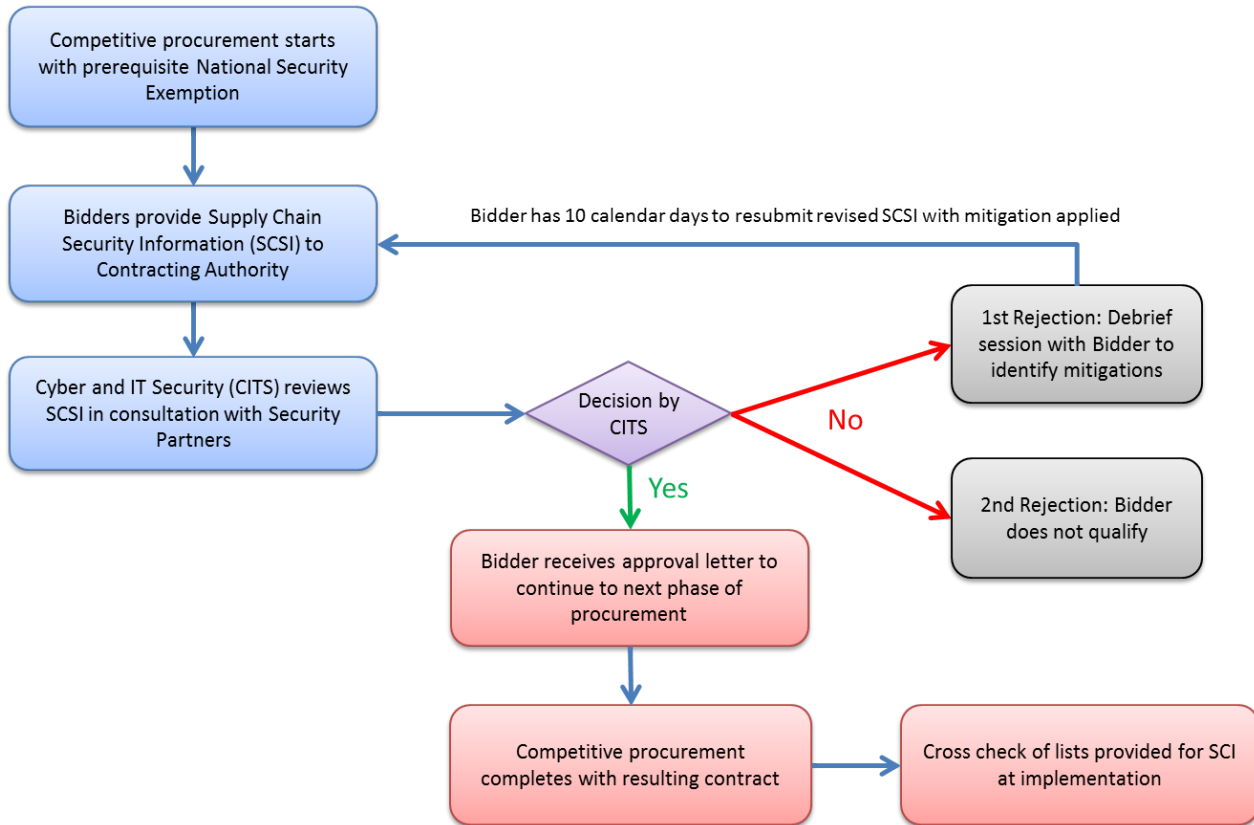 Competitive procurement starts
with prerequisite National Security
Exemption
Bidders provide Supply Chain
Security Information (SCSI) to
Contracting Authority
Bidder has 10 calendar days to resubmit revised SCSI with mitigation applied
1st Rejection: Debrief
session with Bidder to
identify mitigations
Cyber and IT Security (CITS) reviews
SCSI in consultation with Security
Partners
Decision by
CITS
No
Yes
2nd Rejection: Bidder
does not qualify
Bidder receives approval letter to
continue to next phase of
procurement
Competitive procurement
completes with resulting contract
Cross check of lists provided for SCI
at implementation